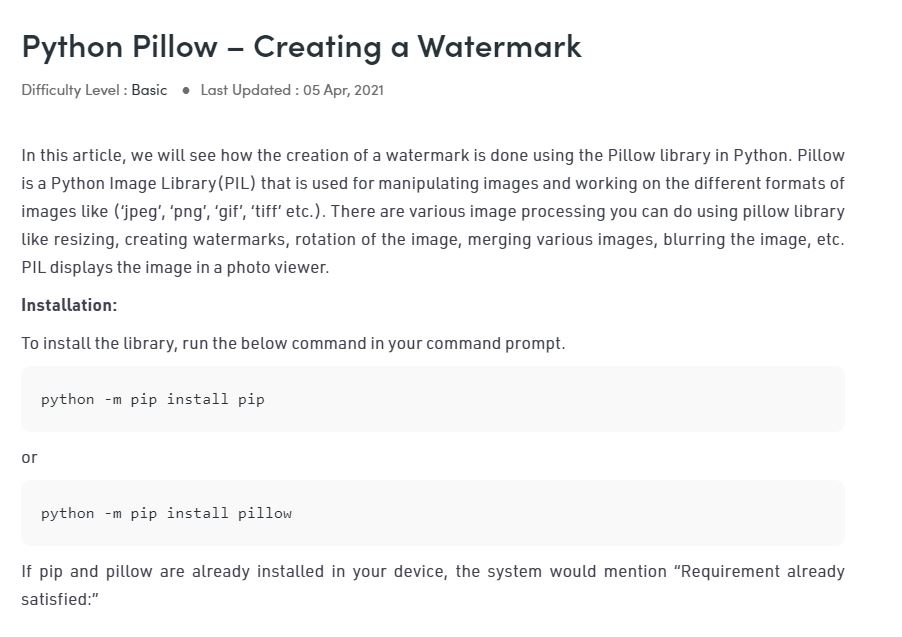 Python Pillow – Creating a Watermark
Difficulty Level : Basic ● Last Updated : 05 Apr, 2021
In this article, we will see how the creation of a watermark is done using the Pillow library in Python. Pillow
is a Python Image Library(PIL) that is used for manipulating images and working on the different formats of
images like (‘jpeg’, ‘png’, ‘gif’, ‘tiff’ etc.). There are various image processing you can do using pillow library
like resizing, creating watermarks, rotation of the image, merging various images, blurring the image, etc.
PIL displays the image in a photo viewer.
Installation:
To install the library, run the below command in your command prompt.
python -m pip install pip
or
python -m pip install pillow
If pip and pillow are already installed in your device, the system would mention “Requirement already
satisfied:”